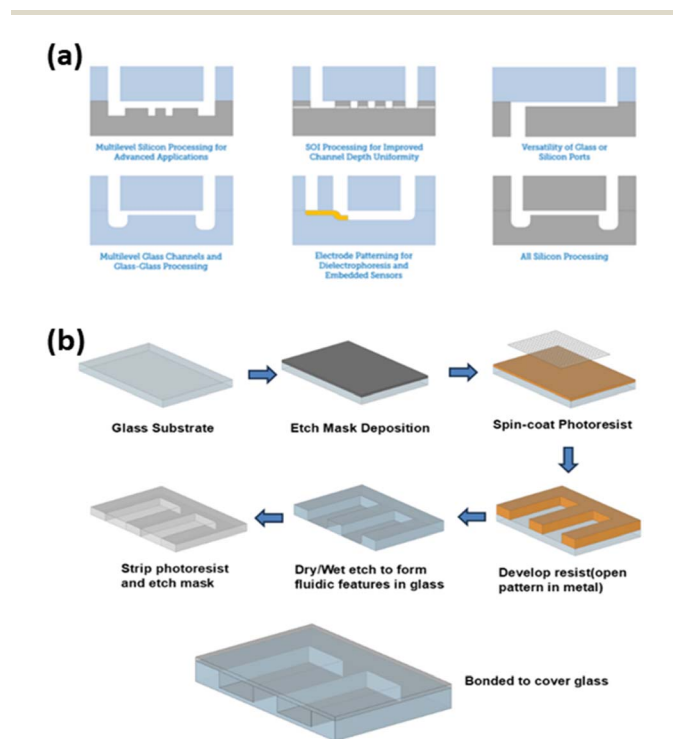 (a)
Multilevel Silicon Processing for
Advanced Applications
SOI Processing for Improved
Channel Depth Uniformity
Versatility of Glass or
Silicon Ports
Multilevel Glass Channels and
Glass-Glass Processing
Electrode Patterning for
Dielectrophoresis and
Embedded Sensors
All Silicon Processing
(b)
Glass Substrate
Etch Mask Deposition
Spin-coat Photoresist
Strip photoresist
and etch mask
Dry/Wet etch to form
fluidic features in glass
Develop resist(open
pattern in metal)
Bonded to cover glass